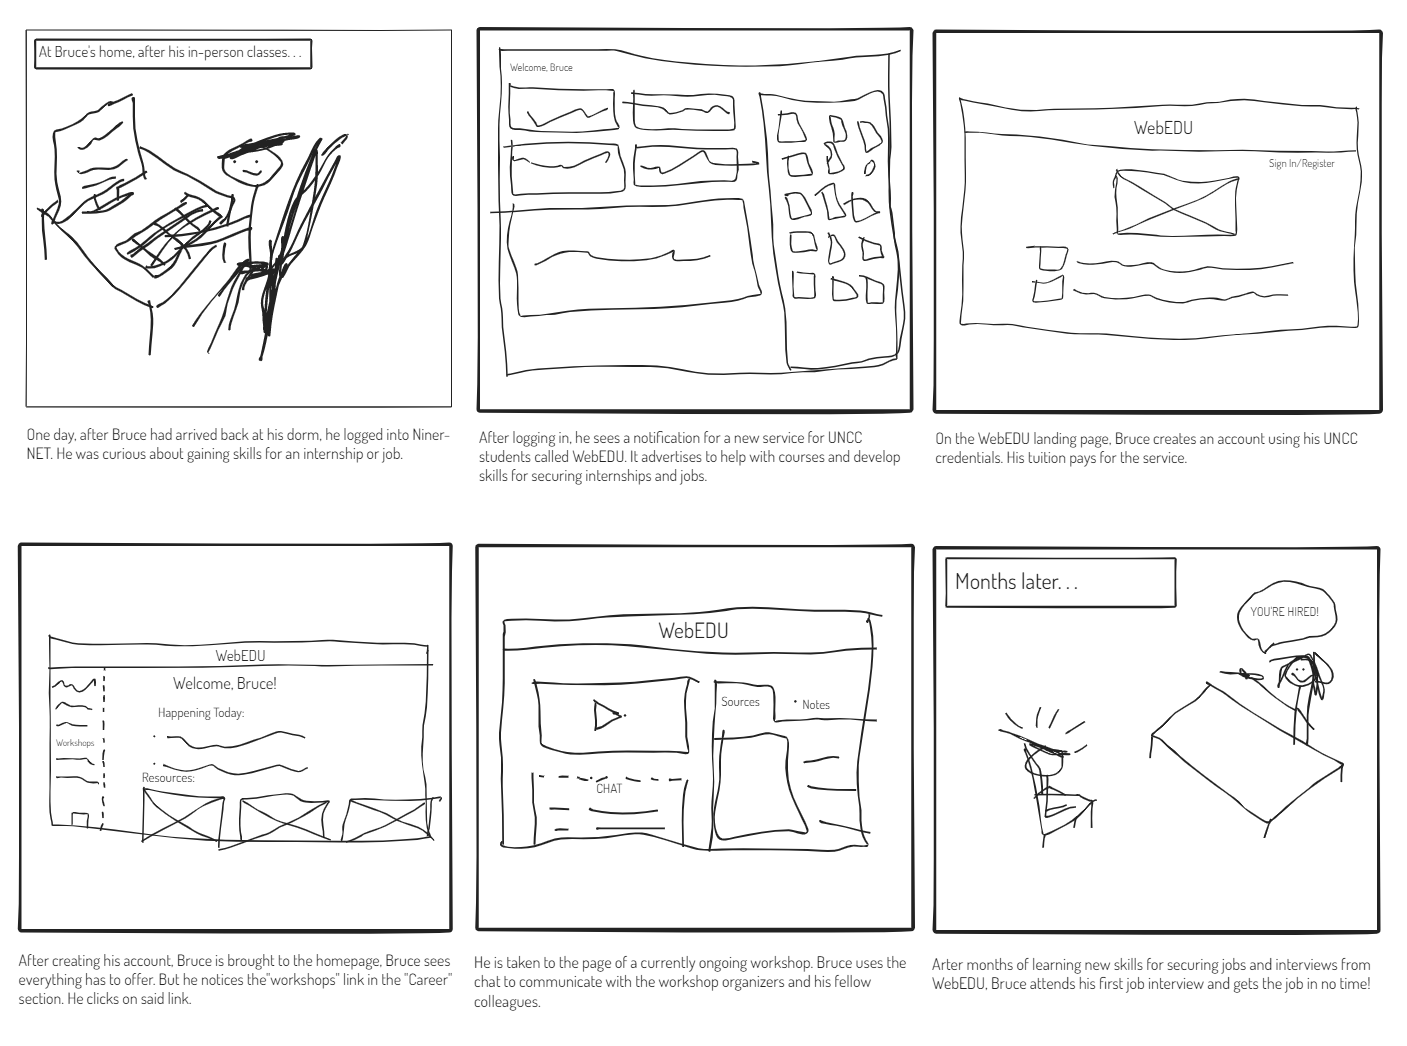 At Bruce's home, after his in-person classes. . .
One day, after Bruce had arrived back at his dorm, he logged into Niner-
NET. He was curious about gaining skills for an internship or job.
Welcome, Bruce
After logging in, he sees a notification for a new service for UNCC
students called WebEDU. It advertises to help with courses and develop
skills for securing internships and jobs.
WebEDU
Sign In/Register
On the WebEDU landing page, Bruce creates an account using his UNCC
credentials. His tuition pays for the service.
WebEDU
Welcome, Bruce!
Happening Today:
Workshops
Resources:
After creating his account, Bruce is brought to the homepage, Bruce sees
everything has to offer. But he notices the"workshops" link in the "Career"
section. He clicks on said link.
WebEDU
Sources
Notes
CHAT
He is taken to the page of a currently ongoing workshop. Bruce uses the
chat to communicate with the workshop organizers and his fellow
colleagues.
Months later. . .
YOU'RE HIRED!
Arter months of learning new skills for securing jobs and interviews from
WebEDU, Bruce attends his first job interview and gets the job in no time!